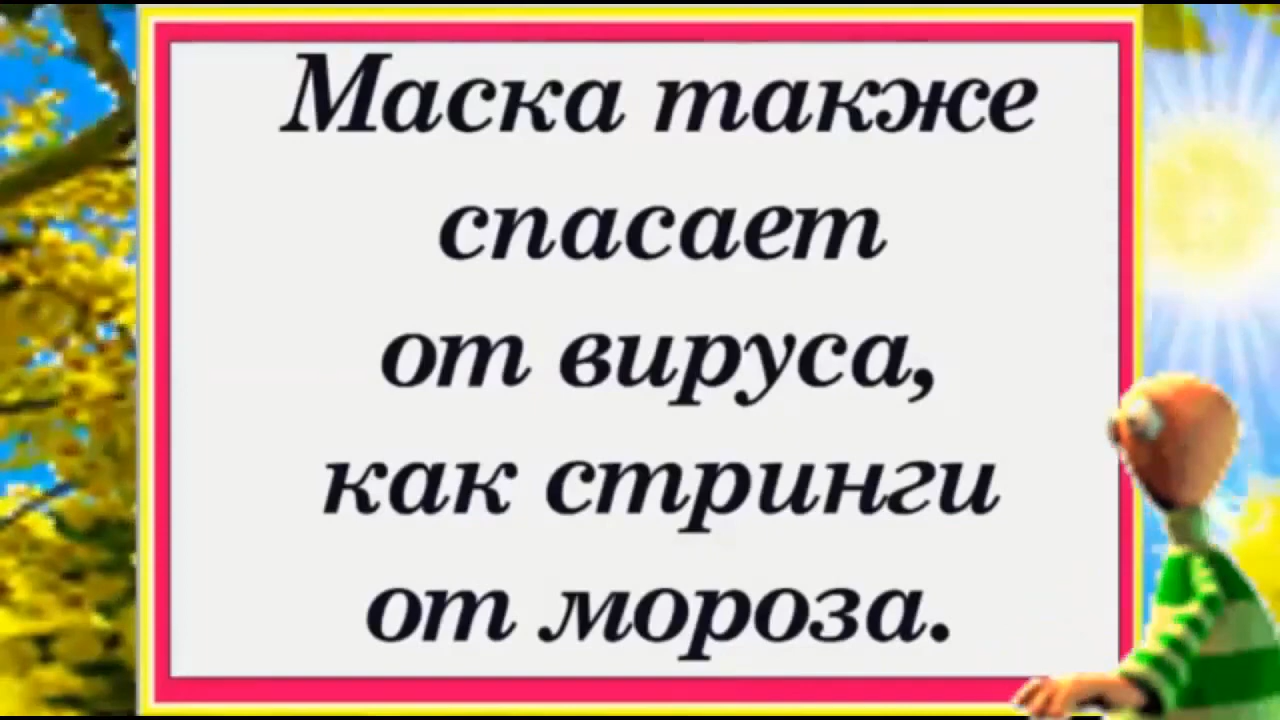 Маска также
спасает
от вируса,
как стринги
от мороза.